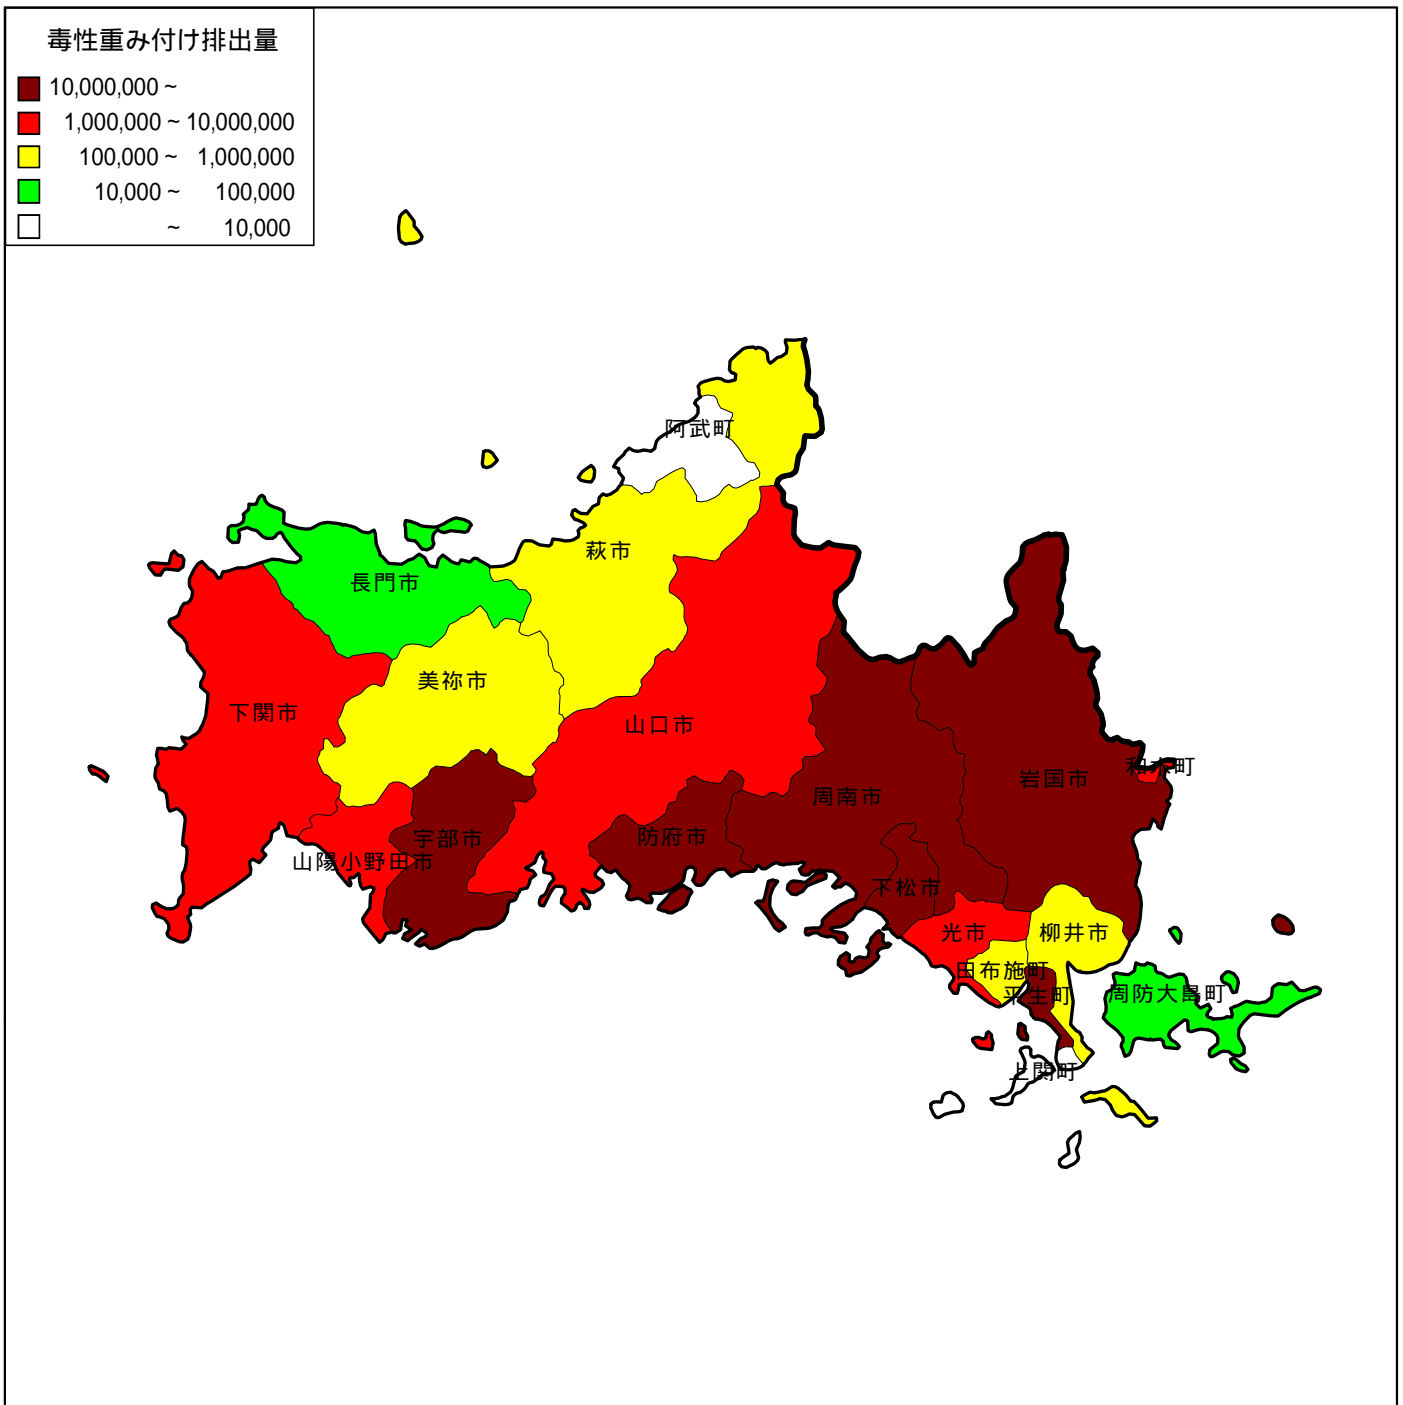 毒性重み付け排出量
10,000,000 ~
1,000,000 ~ 10,000,000
100,000 ~ 1,000,000
10,000 ~ 100,000
~ 10,000
阿武町
萩市
長門市
美祢市
下関市
山口市
岩国市
和木町
周南市
宇部市
防府市
山陽小野田市
下松市
光市
柳井市
田布施町
平生町
周防大島町
上関町